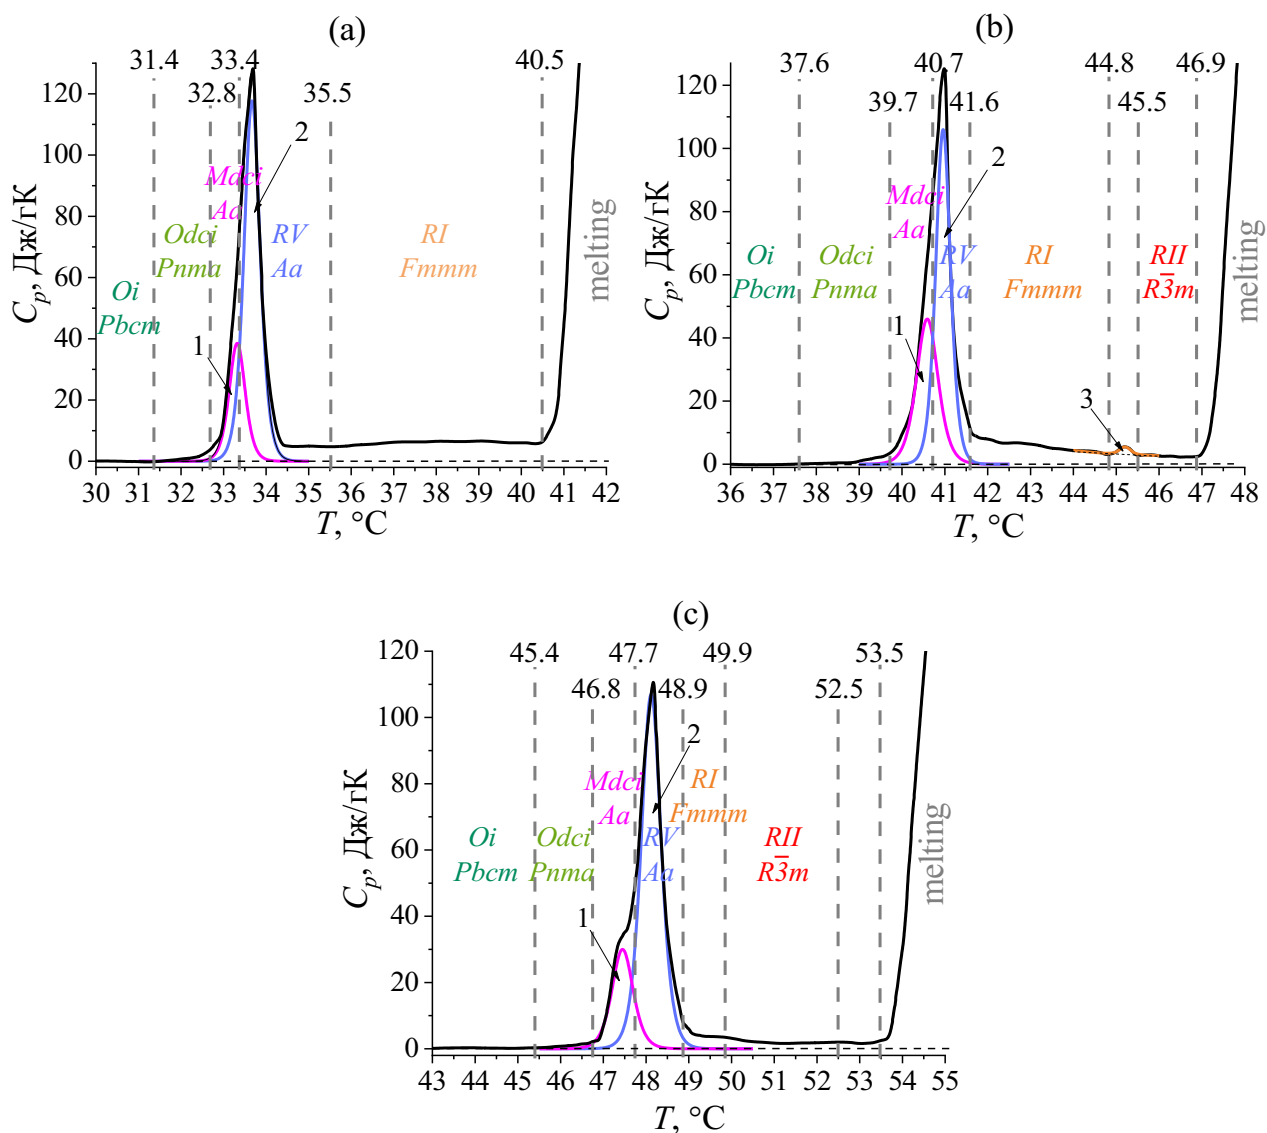 (a)
31.4 33.4 40.5
32.8 35.5
120
100
80
60
40
20
0
C_p, Дж/гК
2
1
Mdci
Aa
Odci
Pnma
RV
Aa
RI
Fmmm
Oi
Pbcm
melting
30 31 32 33 34 35 36 37 38 39 40 41 42
T, °C
(b)
37.6 40.7 44.8 46.9
39.7 41.6 45.5
120
100
80
60
40
20
0
C_p, Дж/гК
2
1
3
Mdci
Aa
Oi
Pbcm
Odci
Pnma
RV
Aa
RI
Fmmm
RII
R3̅m
melting
36 37 38 39 40 41 42 43 44 45 46 47 48
T, °C
(c)
45.4 47.7 49.9 53.5
46.8 48.9 52.5
120
100
80
60
40
20
0
C_p, Дж/гК
2
1
Mdci
Aa
RI
Fmmm
Oi
Pbcm
Odci
Pnma
RV
Aa
RII
R3̅m
melting
43 44 45 46 47 48 49 50 51 52 53 54 55
T, °C